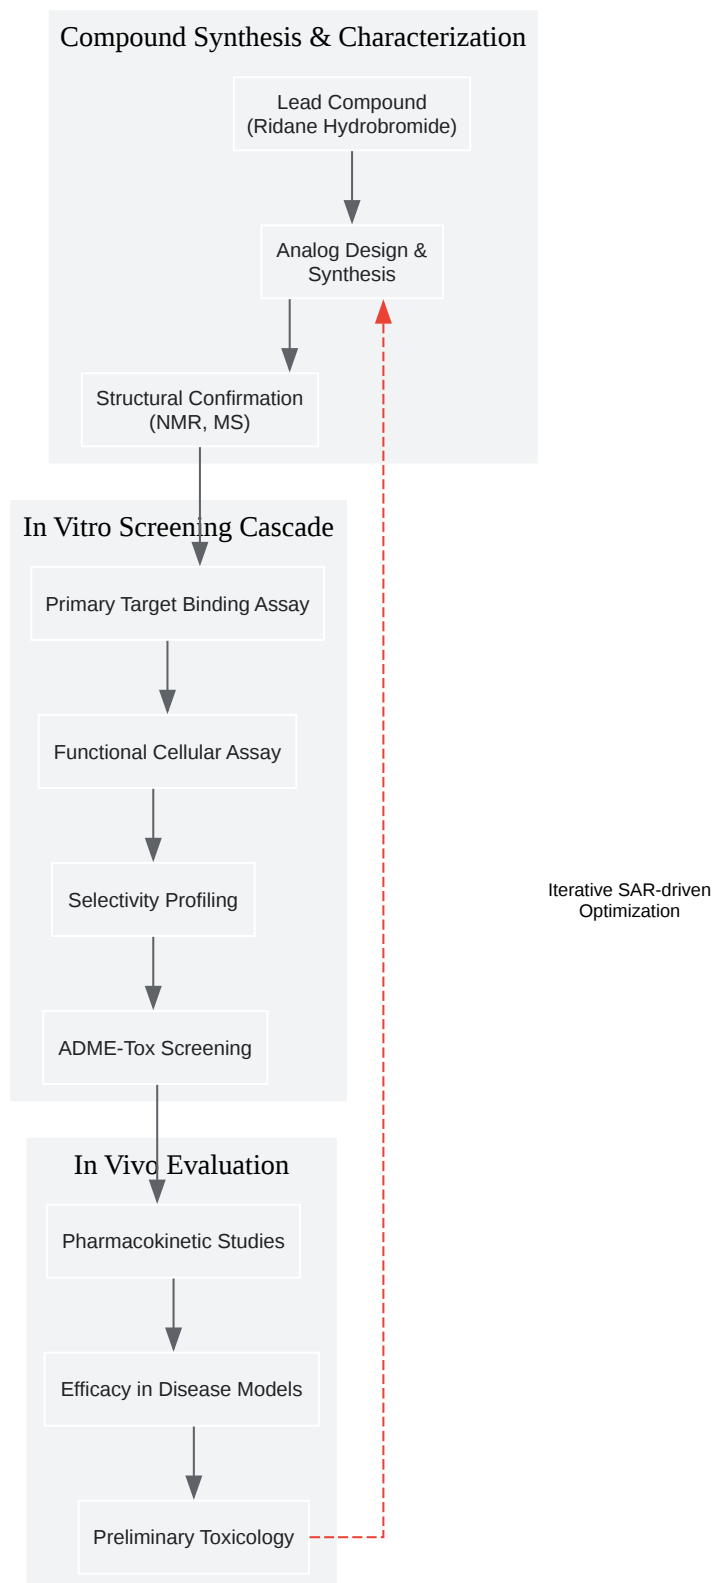 Compound Synthesis & Characterization
Lead Compound
(Ridane Hydrobromide)
Analog Design &
Synthesis
Structural Confirmation
(NMR, MS)
In Vitro Screening Cascade
Primary Target Binding Assay
Functional Cellular Assay
Selectivity Profiling
Iterative SAR-driven
Optimization
ADME-Tox Screening
In Vivo Evaluation
Pharmacokinetic Studies
Efficacy in Disease Models
Preliminary Toxicology